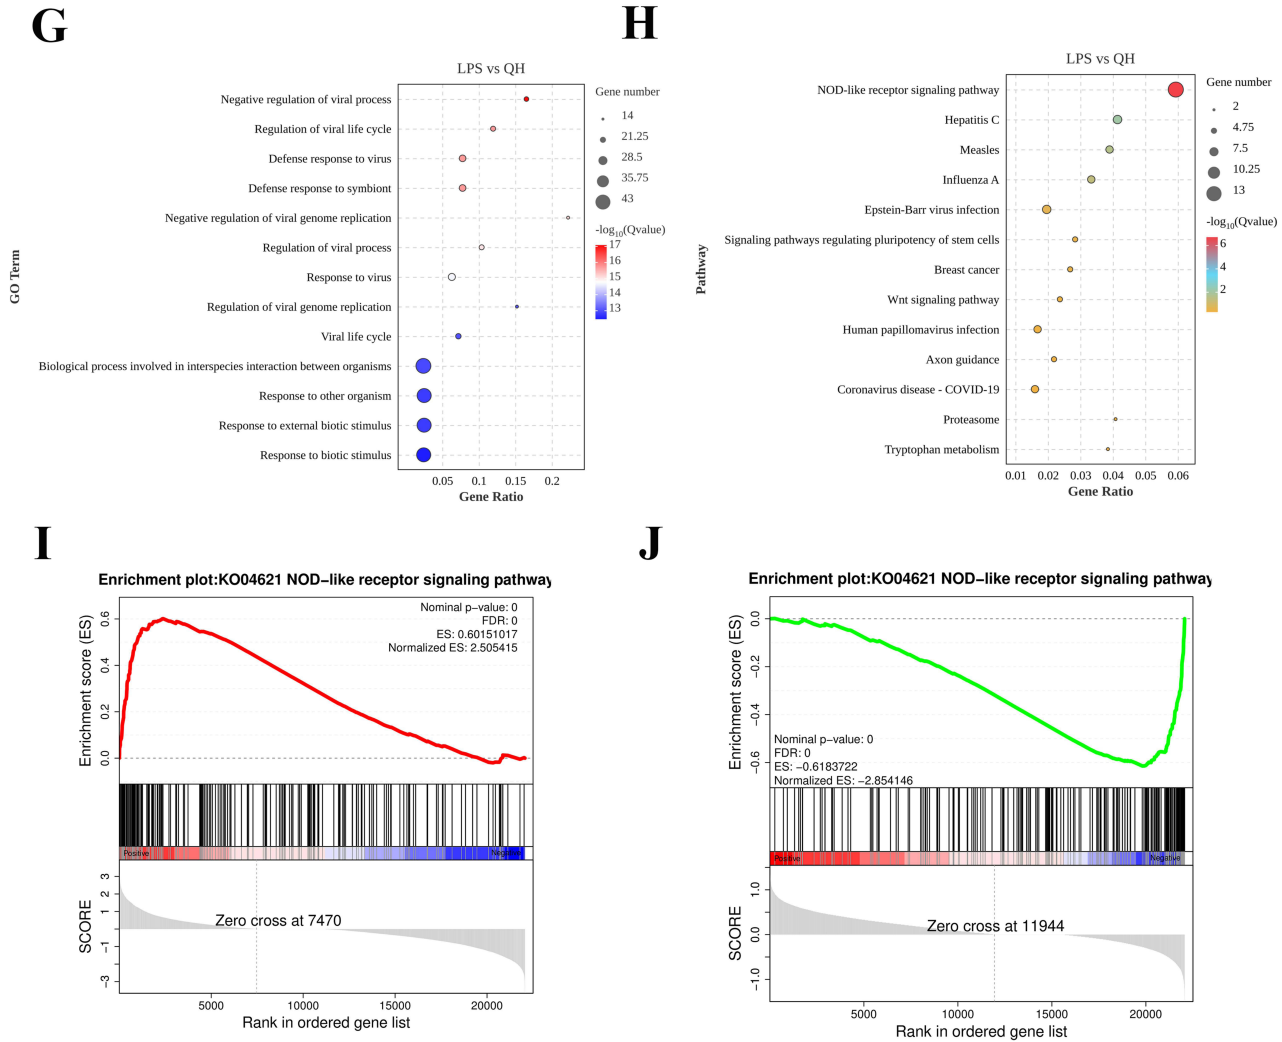 G
LPS vs QH
GO Term
Negative regulation of viral process
Regulation of viral life cycle
Defense response to virus
Defense response to symbiont
Negative regulation of viral genome replication
Regulation of viral process
Response to virus
Regulation of viral genome replication
Viral life cycle
Biological process involved in interspecies interaction between organisms
Response to other organism
Response to external biotic stimulus
Response to biotic stimulus
0.05 0.1 0.15 0.2
Gene Ratio
Gene number
14
21.25
28.5
35.75
43
-log10(Qvalue)
17
16
15
14
13
H
LPS vs QH
Pathway
NOD-like receptor signaling pathway
Hepatitis C
Measles
Influenza A
Epstein-Barr virus infection
Signaling pathways regulating pluripotency of stem cells
Breast cancer
Wnt signaling pathway
Human papillomavirus infection
Axon guidance
Coronavirus disease - COVID-19
Proteasome
Tryptophan metabolism
0.01 0.02 0.03 0.04 0.05 0.06
Gene Ratio
Gene number
2
4.75
7.5
10.25
13
-log10(Qvalue)
6
4
2
I
Enrichment plot:KO04621 NOD−like receptor signaling pathway
Nominal p−value: 0
FDR: 0
ES: 0.60151017
Normalized ES: 2.505415
Enrichment score (ES)
0.6
0.4
0.2
0.0
Positive
Negative
SCORE
3
2
1
−1
−3
Zero cross at 7470
5000 10000 15000 20000
Rank in ordered gene list
J
Enrichment plot:KO04621 NOD−like receptor signaling pathway
Enrichment score (ES)
0.0
−0.2
−0.4
−0.6
Nominal p−value: 0
FDR: 0
ES: −0.6183722
Normalized ES: −2.854146
Positive
Negative
SCORE
1.0
0.0
−1.0
Zero cross at 11944
5000 10000 15000 20000
Rank in ordered gene list